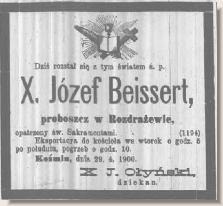 Dziś rozstał się z tym światem ś. p.
X. Józef Beissert,
proboszcz w Rozdrażewie,
opatrzony św. Sakramentami. (1194)
Eksportacya do kościoła we wtorek o godz. 5
po południu, pogrzeb o godz. 10.
Koźmin, dnia 29. 4. 1906.
X J. Olyński,
dziekan.